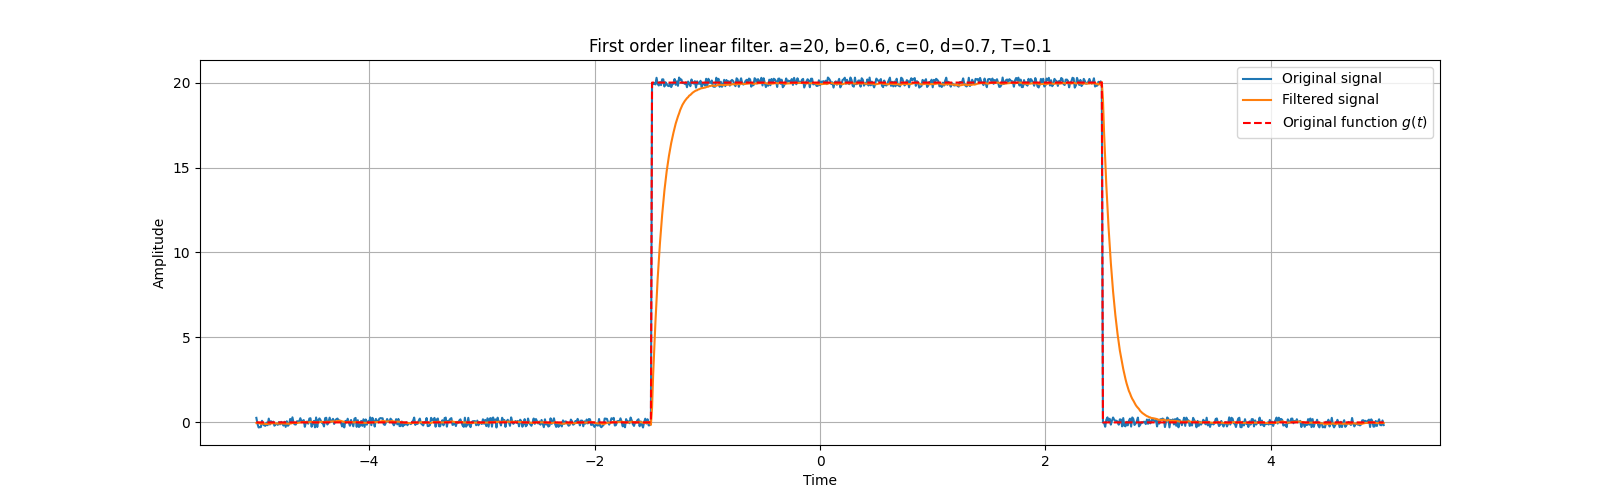 First order linear filter. a=20, b=0.6, c=0, d=0.7, T=0.1
Original signal
Filtered signal
Original function g(t)
Amplitude
20
15
10
5
0
−4
−2
0
2
4
Time